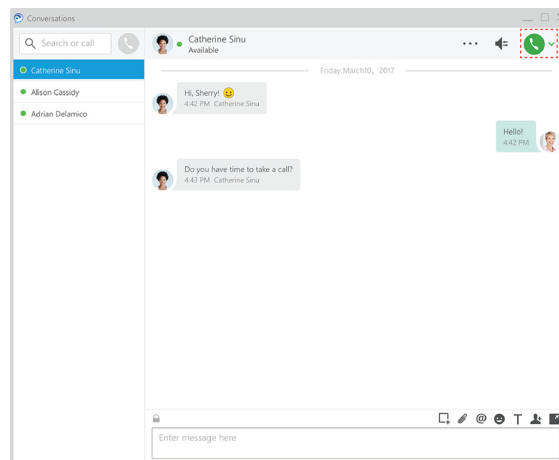 Conversations
Search or call
Catherine Sinu
Alison Cassidy
Adrian Delamico
Catherine Sinu
Available
Friday March10, 2017
Hi, Sherry!
4:42 PM Catherine Sinu
Hello!
4:42 PM
Do you have time to take a call?
4:43 PM Catherine Sinu
Enter message here